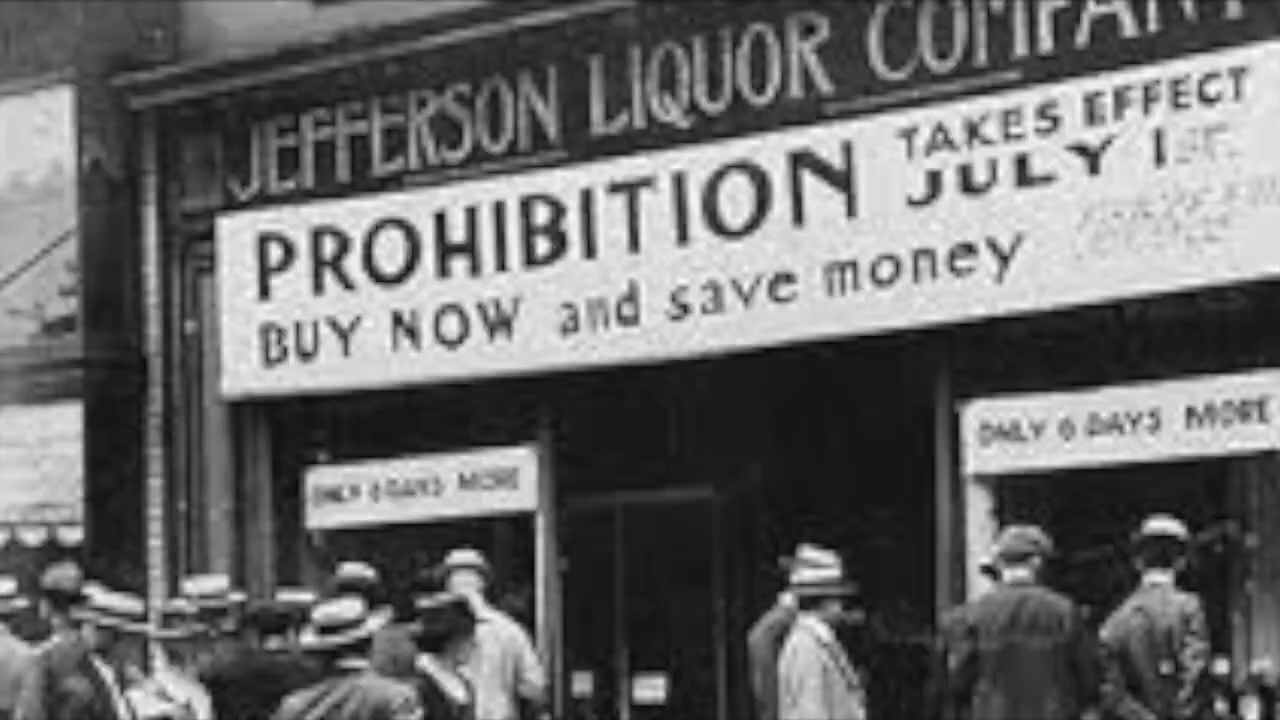 JEFFERSON LIQUOR COMPANY
PROHIBITION TAKES EFFECT JULY 1
BUY NOW and save money
ONLY 6 DAYS MORE
ONLY 6 DAYS MORE